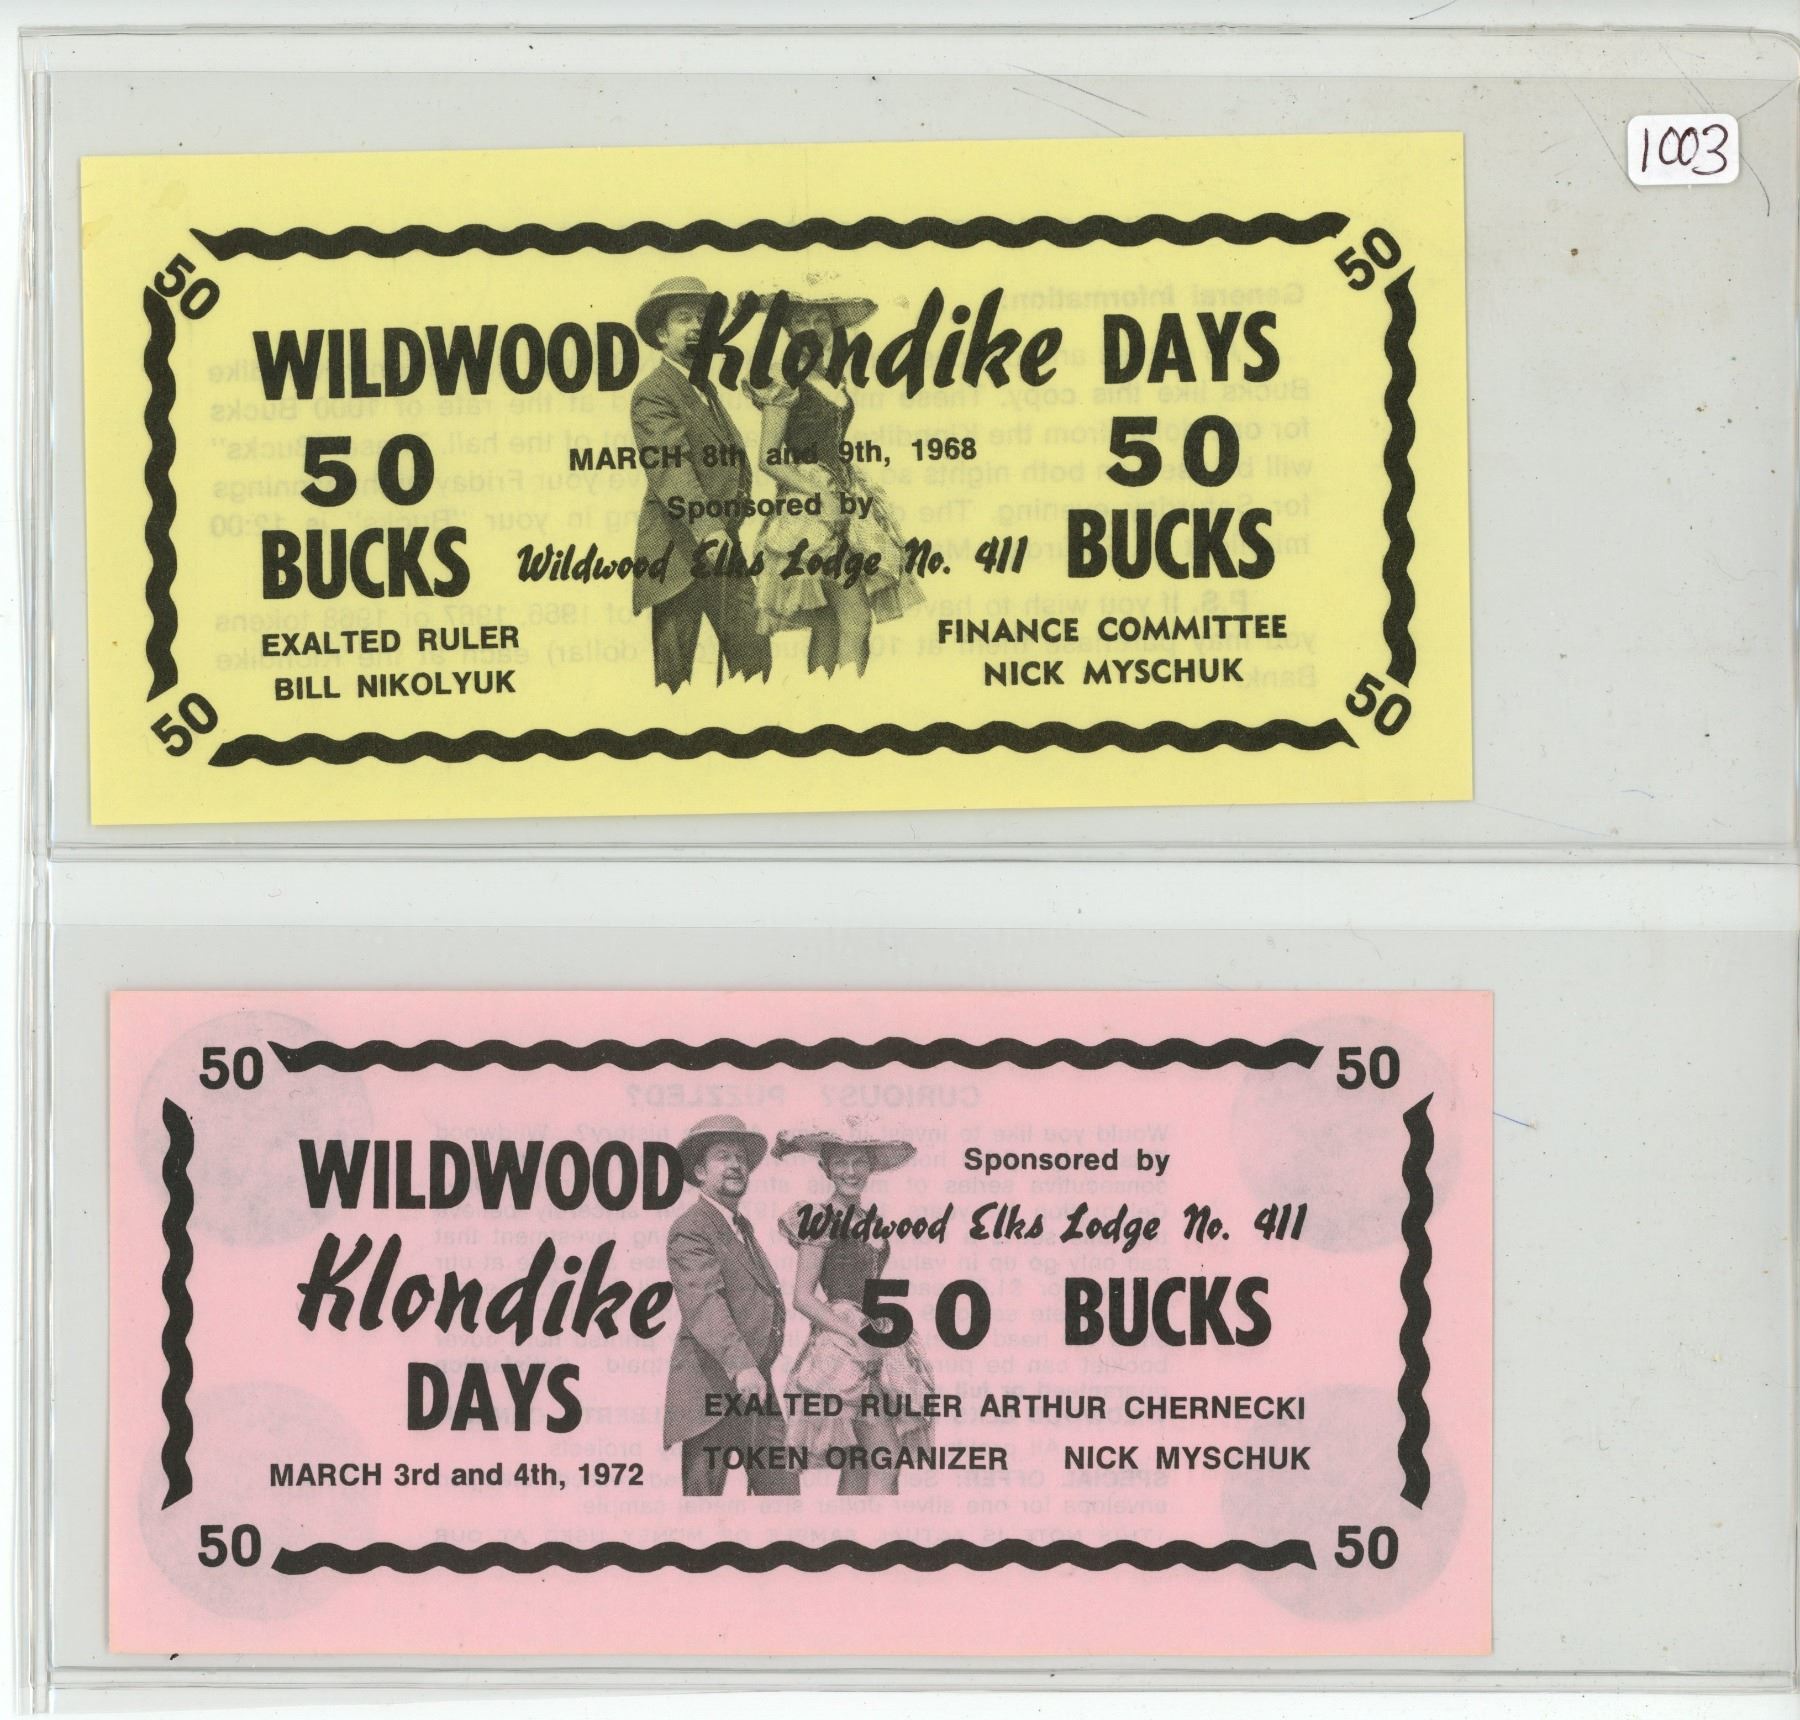 1003
50 50
WILDWOOD Klondike DAYS
50 MARCH 8th and 9th, 1968 50
Sponsored by
BUCKS Wildwood Elks Lodge No. 411 BUCKS
EXALTED RULER FINANCE COMMITTEE
BILL NIKOLYUK NICK MYSCHUK
50 50
50 50
WILDWOOD Sponsored by
Wildwood Elks Lodge No. 411
Klondike 50 BUCKS
DAYS EXALTED RULER ARTHUR CHERNECKI
MARCH 3rd and 4th, 1972 TOKEN ORGANIZER NICK MYSCHUK
50 50